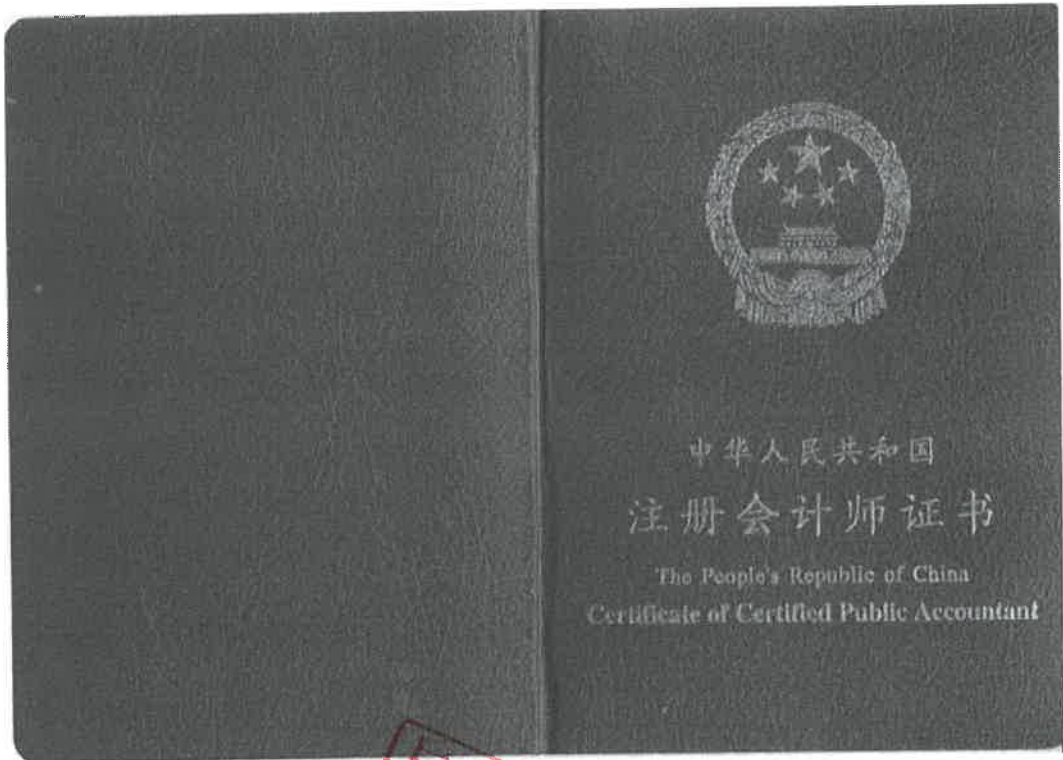 中华人民共和国
注册会计师证书
The People's Republic of China
Certificate of Certified Public Accountant